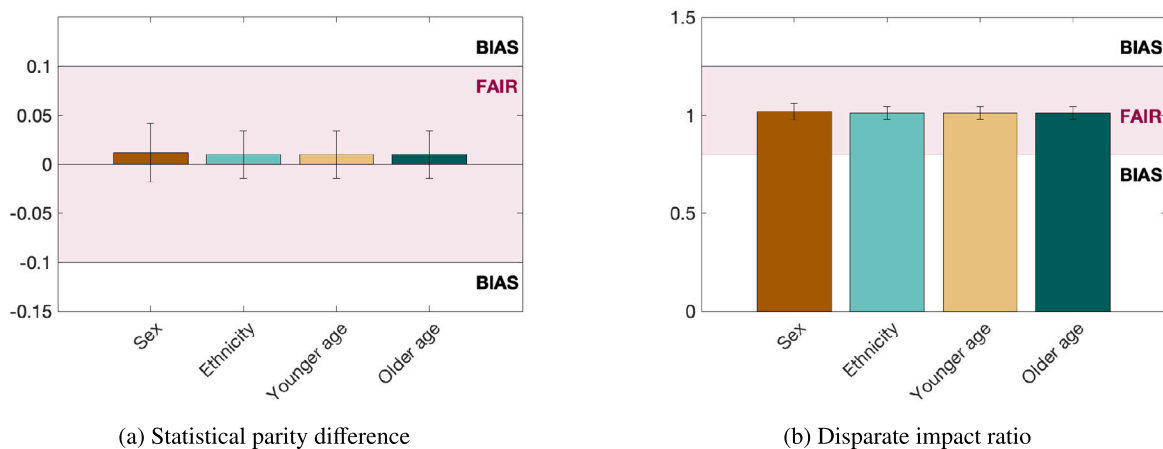 BIAS
0.1
FAIR
0.05
0
-0.05
-0.1
BIAS
-0.15
Sex
Ethnicity
Younger age
Older age
(a) Statistical parity difference
1.5
BIAS
1
FAIR
BIAS
0.5
0
Sex
Ethnicity
Younger age
Older age
(b) Disparate impact ratio